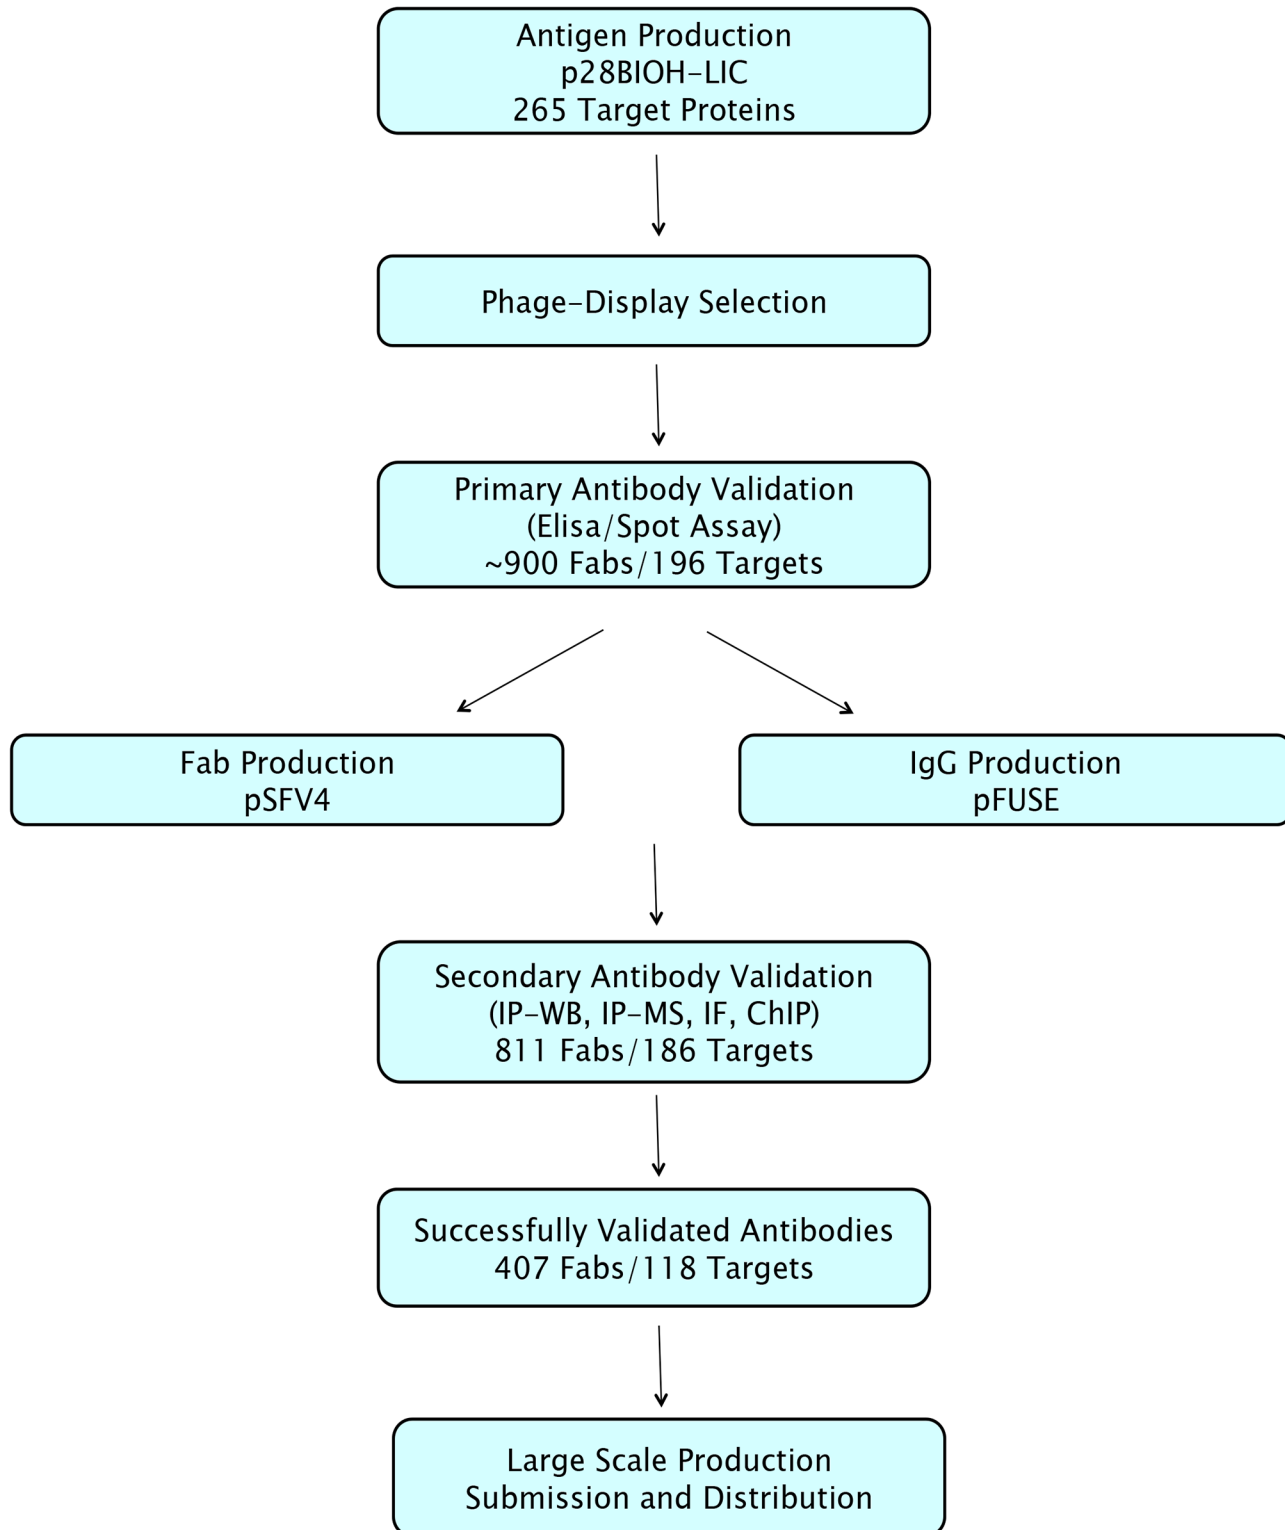 Antigen Production
p28BIOH-LIC
265 Target Proteins
Phage-Display Selection
Primary Antibody Validation
(Elisa/Spot Assay)
~900 Fabs/196 Targets
Fab Production
pSFV4
IgG Production
pFUSE
Secondary Antibody Validation
(IP-WB, IP-MS, IF, ChIP)
811 Fabs/186 Targets
Successfully Validated Antibodies
407 Fabs/118 Targets
Large Scale Production
Submission and Distribution